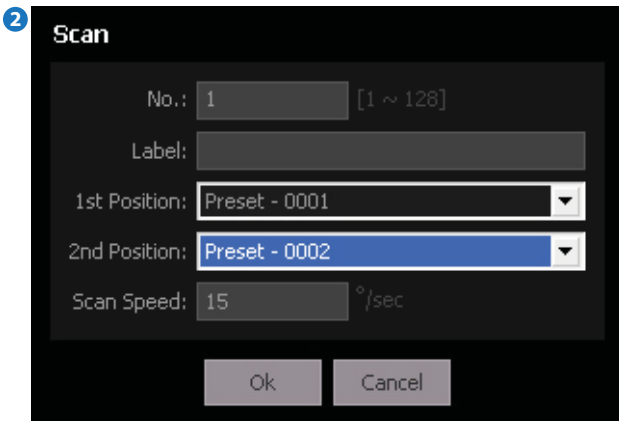 2
Scan
No.: 1 [1 ~ 128]
Label:
1st Position: Preset - 0001
2nd Position: Preset - 0002
Scan Speed: 15 °/sec
Ok Cancel